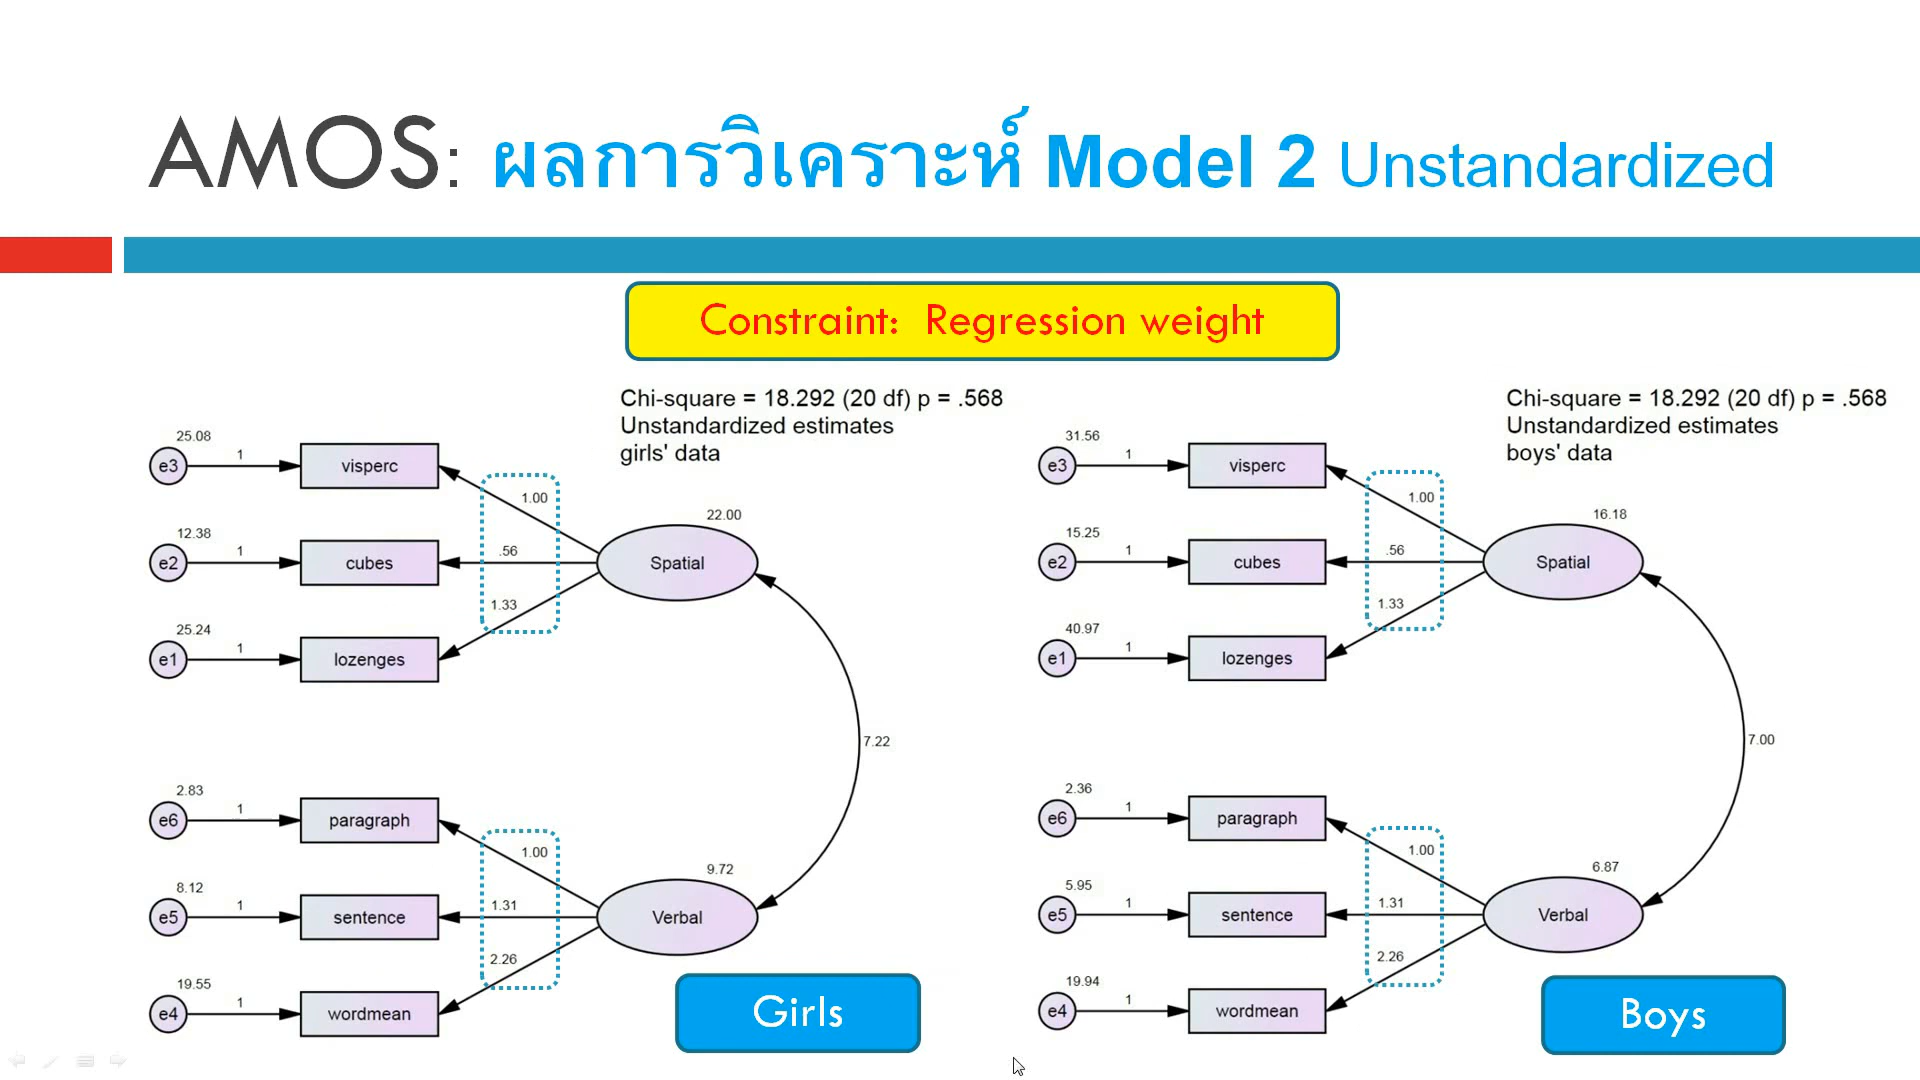 AMOS: ผลการวิเคราะห์ Model 2 Unstandardized
Constraint: Regression weight
Chi-square = 18.292 (20 df) p = .568
Unstandardized estimates
girls' data
25.08
e3
1
visperc
1.00
22.00
12.38
e2
1
cubes
.56
Spatial
25.24
e1
1
lozenges
1.33
7.22
2.83
e6
1
paragraph
1.00
9.72
8.12
e5
1
sentence
1.31
Verbal
2.26
19.55
e4
1
wordmean
Girls
Chi-square = 18.292 (20 df) p = .568
Unstandardized estimates
boys' data
31.56
e3
1
visperc
1.00
16.18
15.25
e2
1
cubes
.56
Spatial
1.33
40.97
e1
1
lozenges
7.00
2.36
e6
1
paragraph
1.00
6.87
5.95
e5
1
sentence
1.31
Verbal
2.26
19.94
e4
1
wordmean
Boys